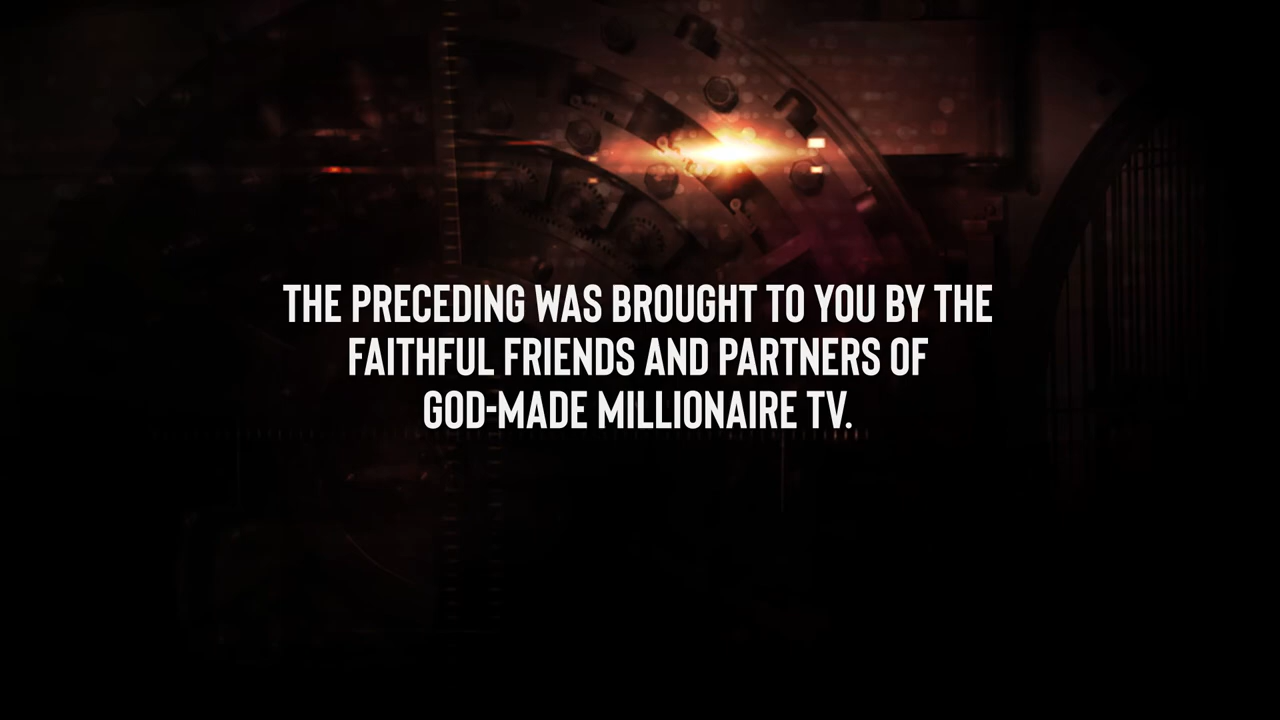 THE PRECEDING WAS BROUGHT TO YOU BY THE
FAITHFUL FRIENDS AND PARTNERS OF
GOD-MADE MILLIONAIRE TV.